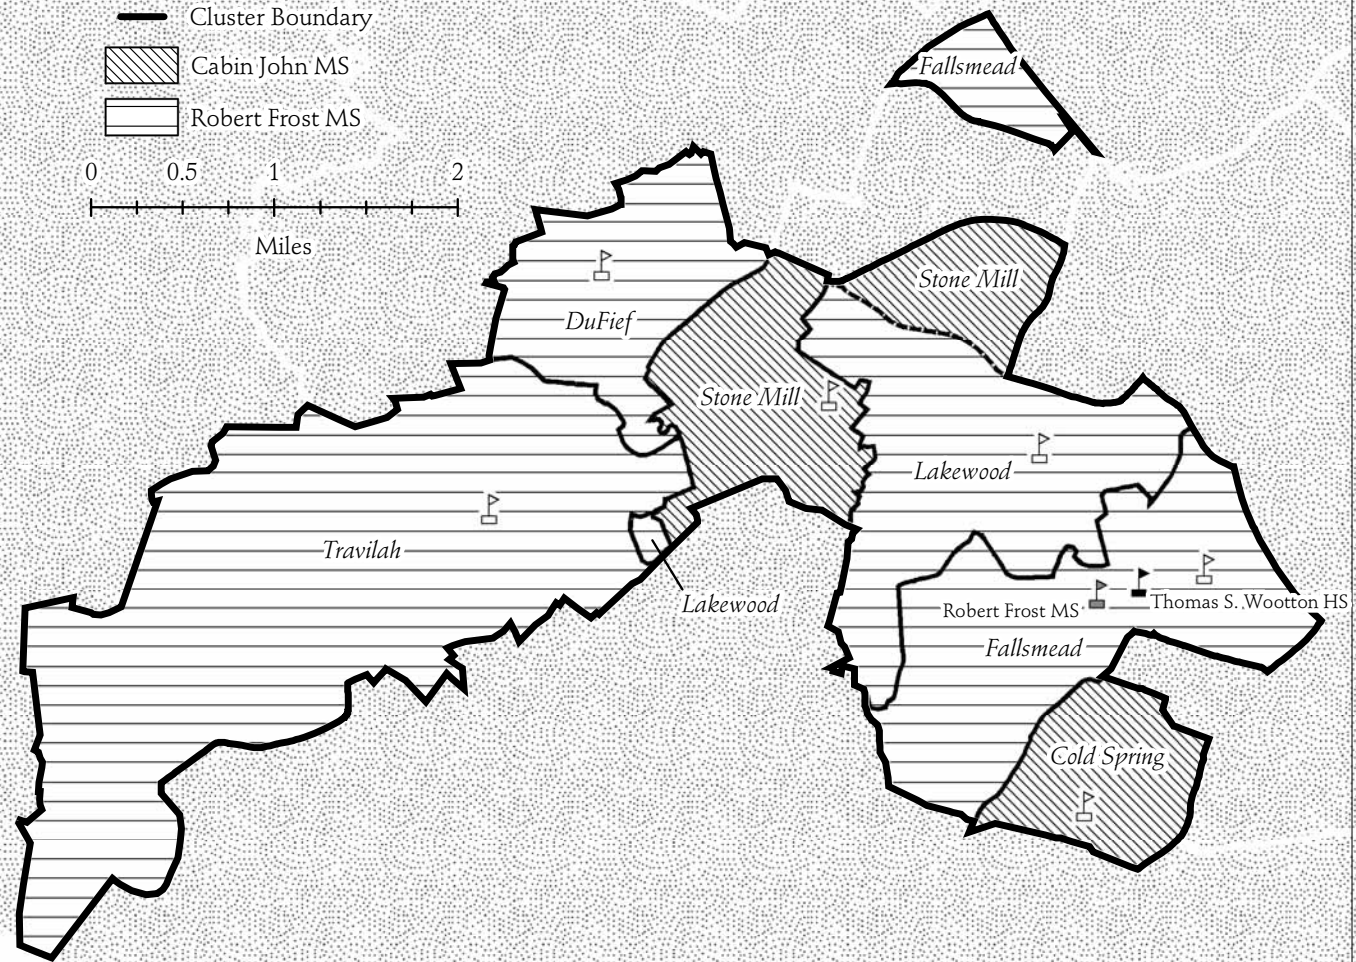 Cluster Boundary
Cabin John MS
Robert Frost MS
0 0.5 1 2
Miles
Fallsmead
Stone Mill
DuFief
Stone Mill
Lakewood
Travilah
Lakewood
Robert Frost MS
Thomas S. Wootton HS
Fallsmead
Cold Spring